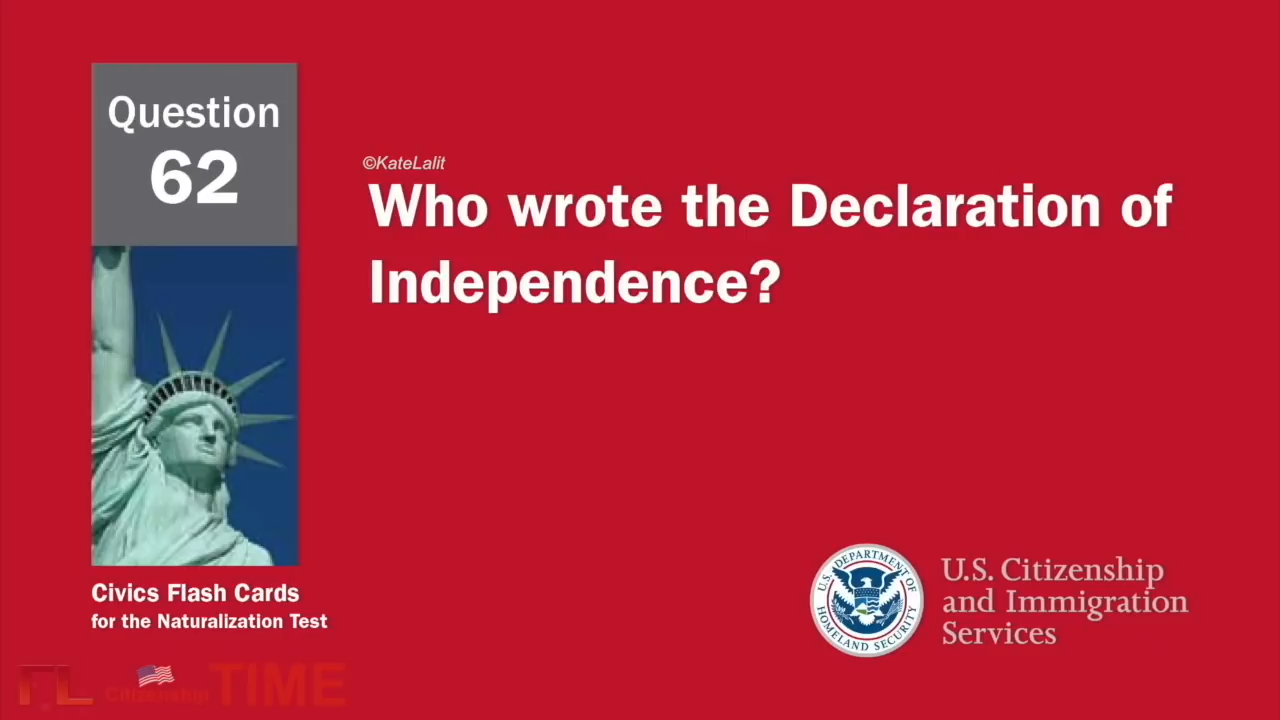 Question
62
©KateLalit
Who wrote the Declaration of
Independence?
Civics Flash Cards
for the Naturalization Test
U.S. DEPARTMENT OF
HOMELAND SECURITY
U.S. Citizenship
and Immigration
Services
Citizenship TIME